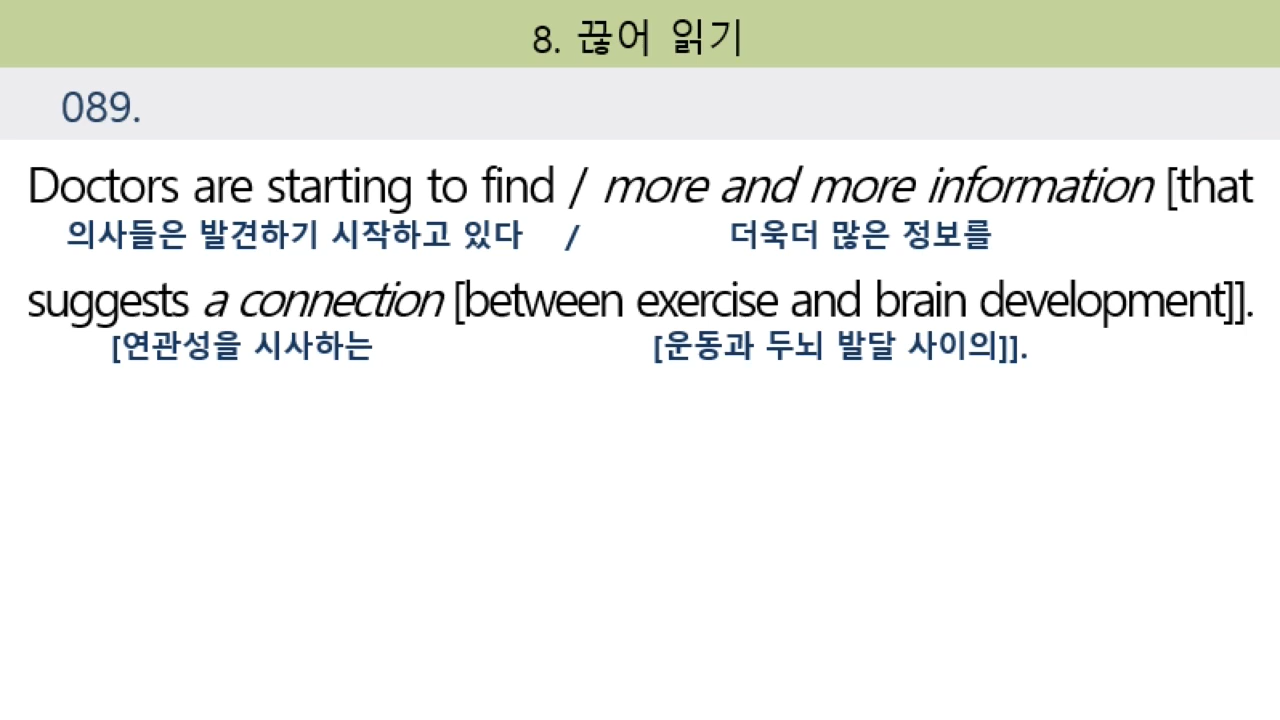 8. 끊어 읽기
089.
Doctors are starting to find / more and more information [that
의사들은 발견하기 시작하고 있다 / 더욱더 많은 정보를
suggests a connection [between exercise and brain development]].
[연관성을 시사하는 [운동과 두뇌 발달 사이의]].